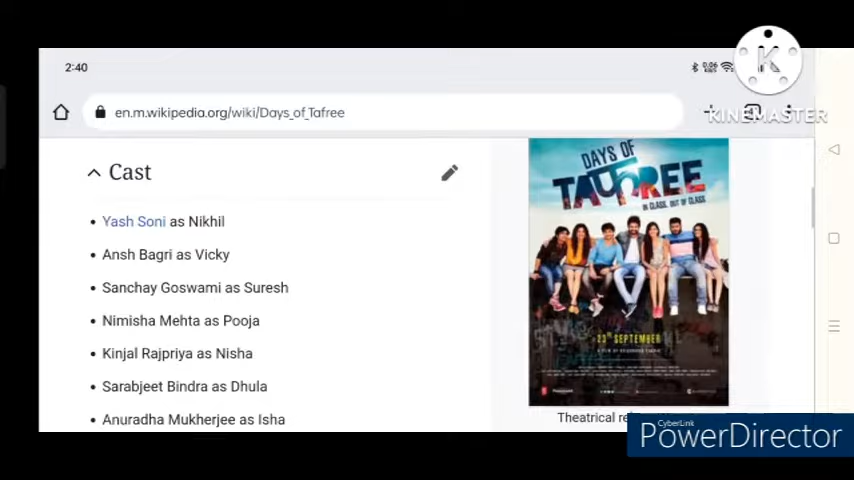 2:40
0.06
KINEMASTER
en.m.wikipedia.org/wiki/Days_of_Tafree
Cast
Yash Soni as Nikhil
Ansh Bagri as Vicky
Sanchay Goswami as Suresh
Nimisha Mehta as Pooja
Kinjal Rajpriya as Nisha
Sarabjeet Bindra as Dhula
Anuradha Mukherjee as Isha
DAYS OF
TAFREE
IN CLASS. OUT OF CLASS
23RD SEPTEMBER
Theatrical
CyberLink
PowerDirector